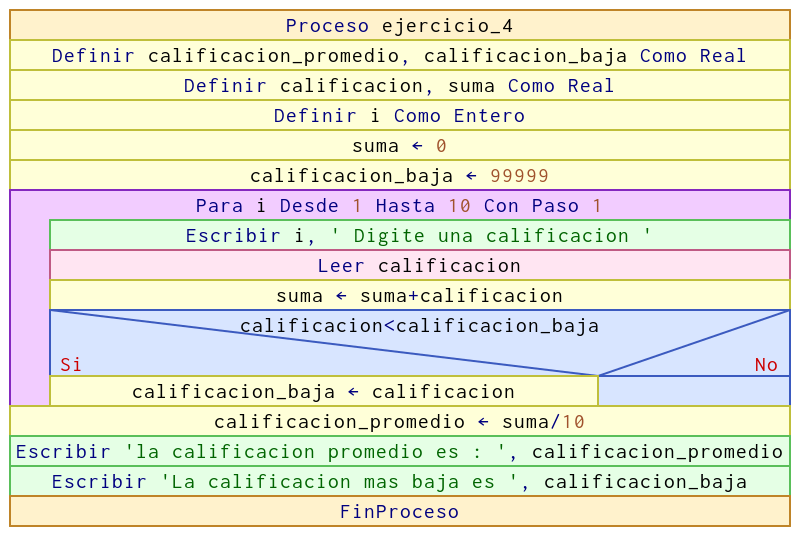 Proceso ejercicio_4
Definir calificacion_promedio, calificacion_baja Como Real
Definir calificacion, suma Como Real
Definir i Como Entero
suma ← 0
calificacion_baja ← 99999
Para i Desde 1 Hasta 10 Con Paso 1
Escribir i, ' Digite una calificacion '
Leer calificacion
suma ← suma+calificacion
calificacion<calificacion_baja
Si No
calificacion_baja ← calificacion
calificacion_promedio ← suma/10
Escribir 'la calificacion promedio es : ', calificacion_promedio
Escribir 'La calificacion mas baja es ', calificacion_baja
FinProceso